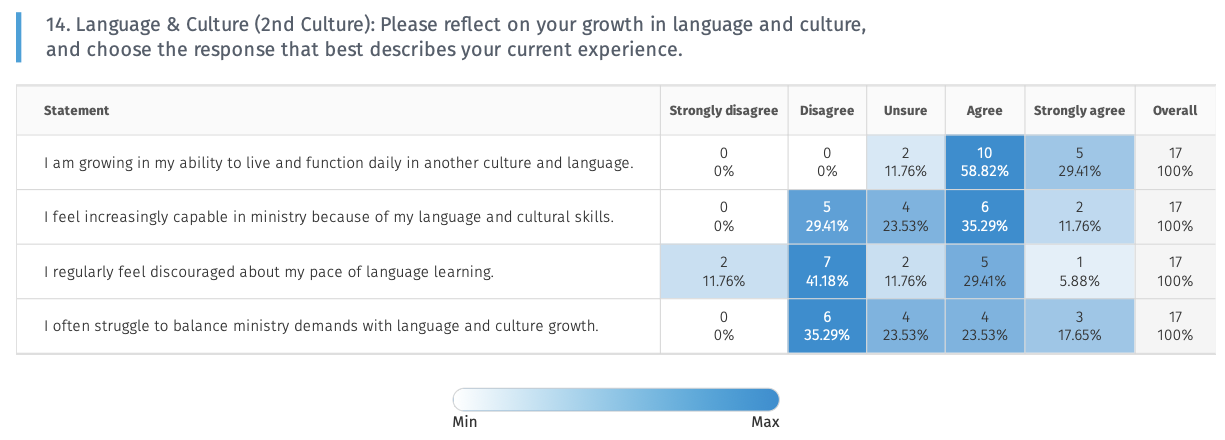 14. Language & Culture (2nd Culture): Please reflect on your growth in language and culture,
and choose the response that best describes your current experience.
Statement Strongly disagree Disagree Unsure Agree Strongly agree Overall
I am growing in my ability to live and function daily in another culture and language. 0 0 2 10 5 17
0% 0% 11.76% 58.82% 29.41% 100%
I feel increasingly capable in ministry because of my language and cultural skills. 0 5 4 6 2 17
0% 29.41% 23.53% 35.29% 11.76% 100%
I regularly feel discouraged about my pace of language learning. 2 7 2 5 1 17
11.76% 41.18% 11.76% 29.41% 5.88% 100%
I often struggle to balance ministry demands with language and culture growth. 0 6 4 4 3 17
0% 35.29% 23.53% 23.53% 17.65% 100%
Min Max